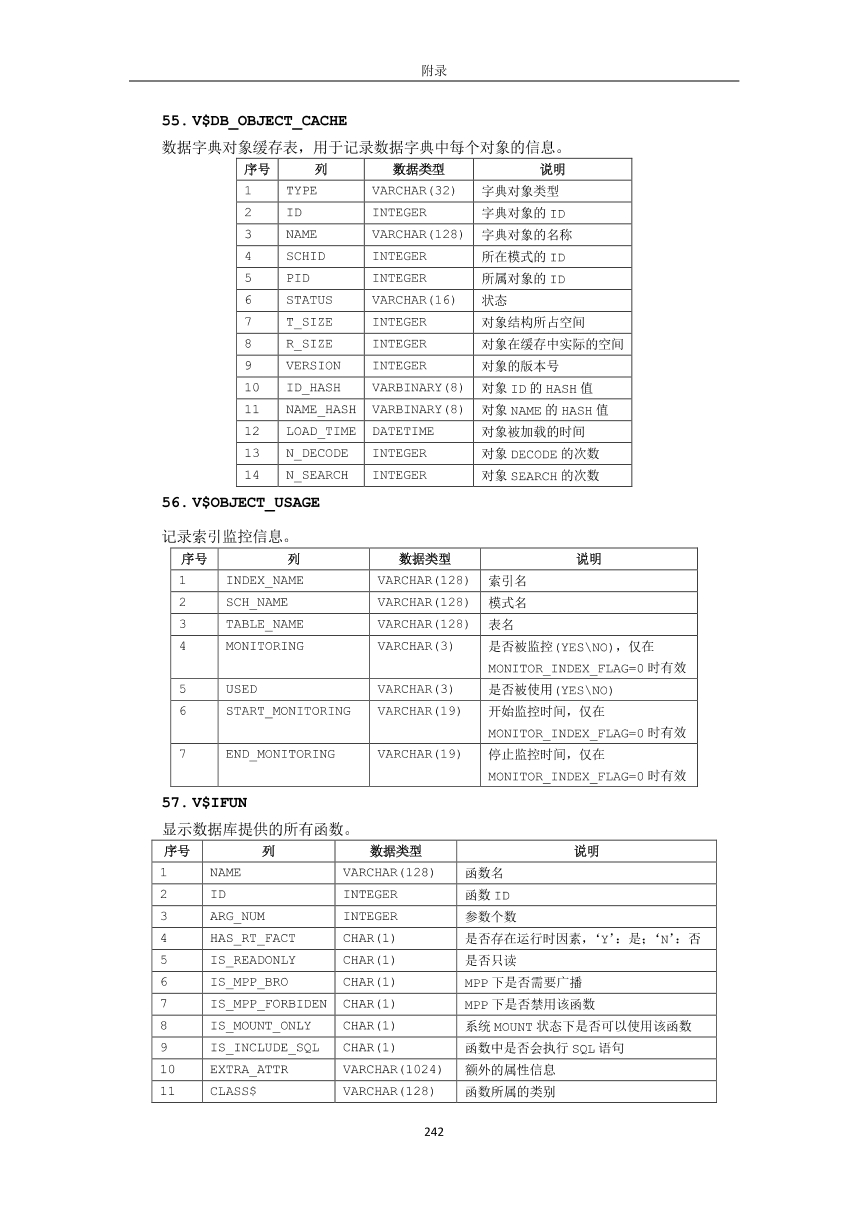 附录
55. V$DB_OBJECT_CACHE
数据字典对象缓存表，用于记录数据字典中每个对象的信息。
序号 列 数据类型 说明
1 TYPE VARCHAR(32) 字典对象类型
2 ID INTEGER 字典对象的 ID
3 NAME VARCHAR(128) 字典对象的名称
4 SCHID INTEGER 所在模式的 ID
5 PID INTEGER 所属对象的 ID
6 STATUS VARCHAR(16) 状态
7 T_SIZE INTEGER 对象结构所占空间
8 R_SIZE INTEGER 对象在缓存中实际的空间
9 VERSION INTEGER 对象的版本号
10 ID_HASH VARBINARY(8) 对象 ID 的 HASH 值
11 NAME_HASH VARBINARY(8) 对象 NAME 的 HASH 值
12 LOAD_TIME DATETIME 对象被加载的时间
13 N_DECODE INTEGER 对象 DECODE 的次数
14 N_SEARCH INTEGER 对象 SEARCH 的次数
56. V$OBJECT_USAGE
记录索引监控信息。
序号 列 数据类型 说明
1 INDEX_NAME VARCHAR(128) 索引名
2 SCH_NAME VARCHAR(128) 模式名
3 TABLE_NAME VARCHAR(128) 表名
4 MONITORING VARCHAR(3) 是否被监控(YES\NO)，仅在
MONITOR_INDEX_FLAG=0 时有效
5 USED VARCHAR(3) 是否被使用(YES\NO)
6 START_MONITORING VARCHAR(19) 开始监控时间，仅在
MONITOR_INDEX_FLAG=0 时有效
7 END_MONITORING VARCHAR(19) 停止监控时间，仅在
MONITOR_INDEX_FLAG=0 时有效
57. V$IFUN
显示数据库提供的所有函数。
序号 列 数据类型 说明
1 NAME VARCHAR(128) 函数名
2 ID INTEGER 函数 ID
3 ARG_NUM INTEGER 参数个数
4 HAS_RT_FACT CHAR(1) 是否存在运行时因素，‘Y’：是；‘N’：否
5 IS_READONLY CHAR(1) 是否只读
6 IS_MPP_BRO CHAR(1) MPP 下是否需要广播
7 IS_MPP_FORBIDEN CHAR(1) MPP 下是否禁用该函数
8 IS_MOUNT_ONLY CHAR(1) 系统 MOUNT 状态下是否可以使用该函数
9 IS_INCLUDE_SQL CHAR(1) 函数中是否会执行 SQL 语句
10 EXTRA_ATTR VARCHAR(1024) 额外的属性信息
11 CLASS$ VARCHAR(128) 函数所属的类别
242